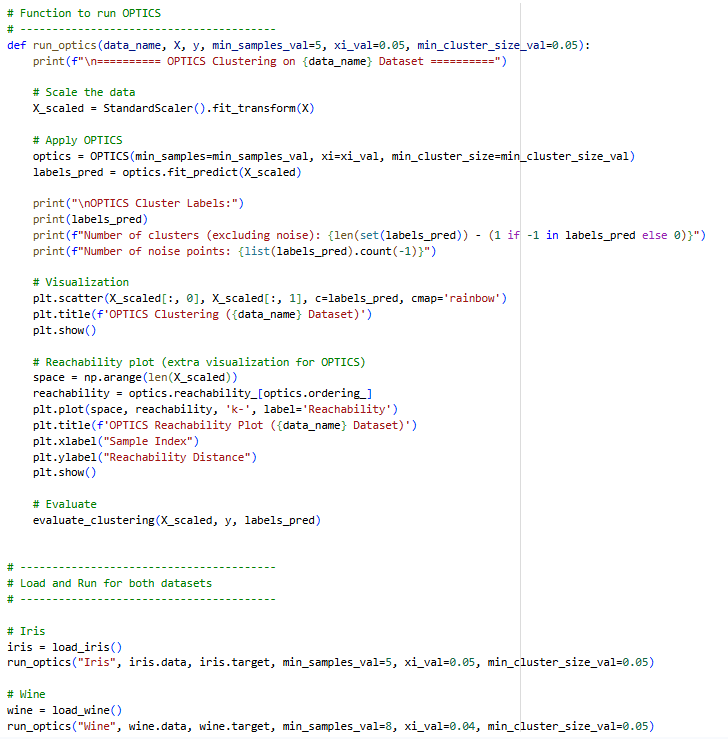 # Function to run OPTICS
# ----------------------------------------
def run_optics(data_name, X, y, min_samples_val=5, xi_val=0.05, min_cluster_size_val=0.05):
    print(f"\n========== OPTICS Clustering on {data_name} Dataset ==========")

    # Scale the data
    X_scaled = StandardScaler().fit_transform(X)

    # Apply OPTICS
    optics = OPTICS(min_samples=min_samples_val, xi=xi_val, min_cluster_size=min_cluster_size_val)
    labels_pred = optics.fit_predict(X_scaled)

    print("\nOPTICS Cluster Labels:")
    print(labels_pred)
    print(f"Number of clusters (excluding noise): {len(set(labels_pred)) - (1 if -1 in labels_pred else 0)}")
    print(f"Number of noise points: {list(labels_pred).count(-1)}")

    # Visualization
    plt.scatter(X_scaled[:, 0], X_scaled[:, 1], c=labels_pred, cmap='rainbow')
    plt.title(f'OPTICS Clustering ({data_name} Dataset)')
    plt.show()

    # Reachability plot (extra visualization for OPTICS)
    space = np.arange(len(X_scaled))
    reachability = optics.reachability_[optics.ordering_]
    plt.plot(space, reachability, 'k-', label='Reachability')
    plt.title(f'OPTICS Reachability Plot ({data_name} Dataset)')
    plt.xlabel("Sample Index")
    plt.ylabel("Reachability Distance")
    plt.show()

    # Evaluate
    evaluate_clustering(X_scaled, y, labels_pred)


# ----------------------------------------
# Load and Run for both datasets
# ----------------------------------------

# Iris
iris = load_iris()
run_optics("Iris", iris.data, iris.target, min_samples_val=5, xi_val=0.05, min_cluster_size_val=0.05)

# Wine
wine = load_wine()
run_optics("Wine", wine.data, wine.target, min_samples_val=8, xi_val=0.04, min_cluster_size_val=0.05)